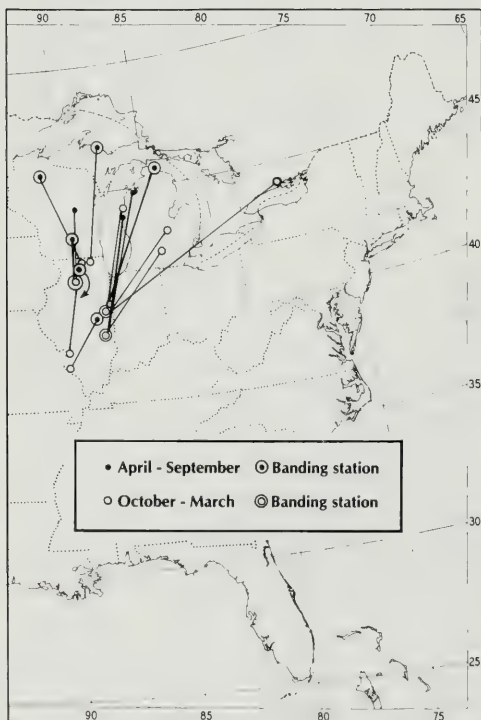 90 85 80 75 70 65
45
40
35
• April - September ⊙ Banding station
○ October - March ◎ Banding station
30
25
90 85 80 75